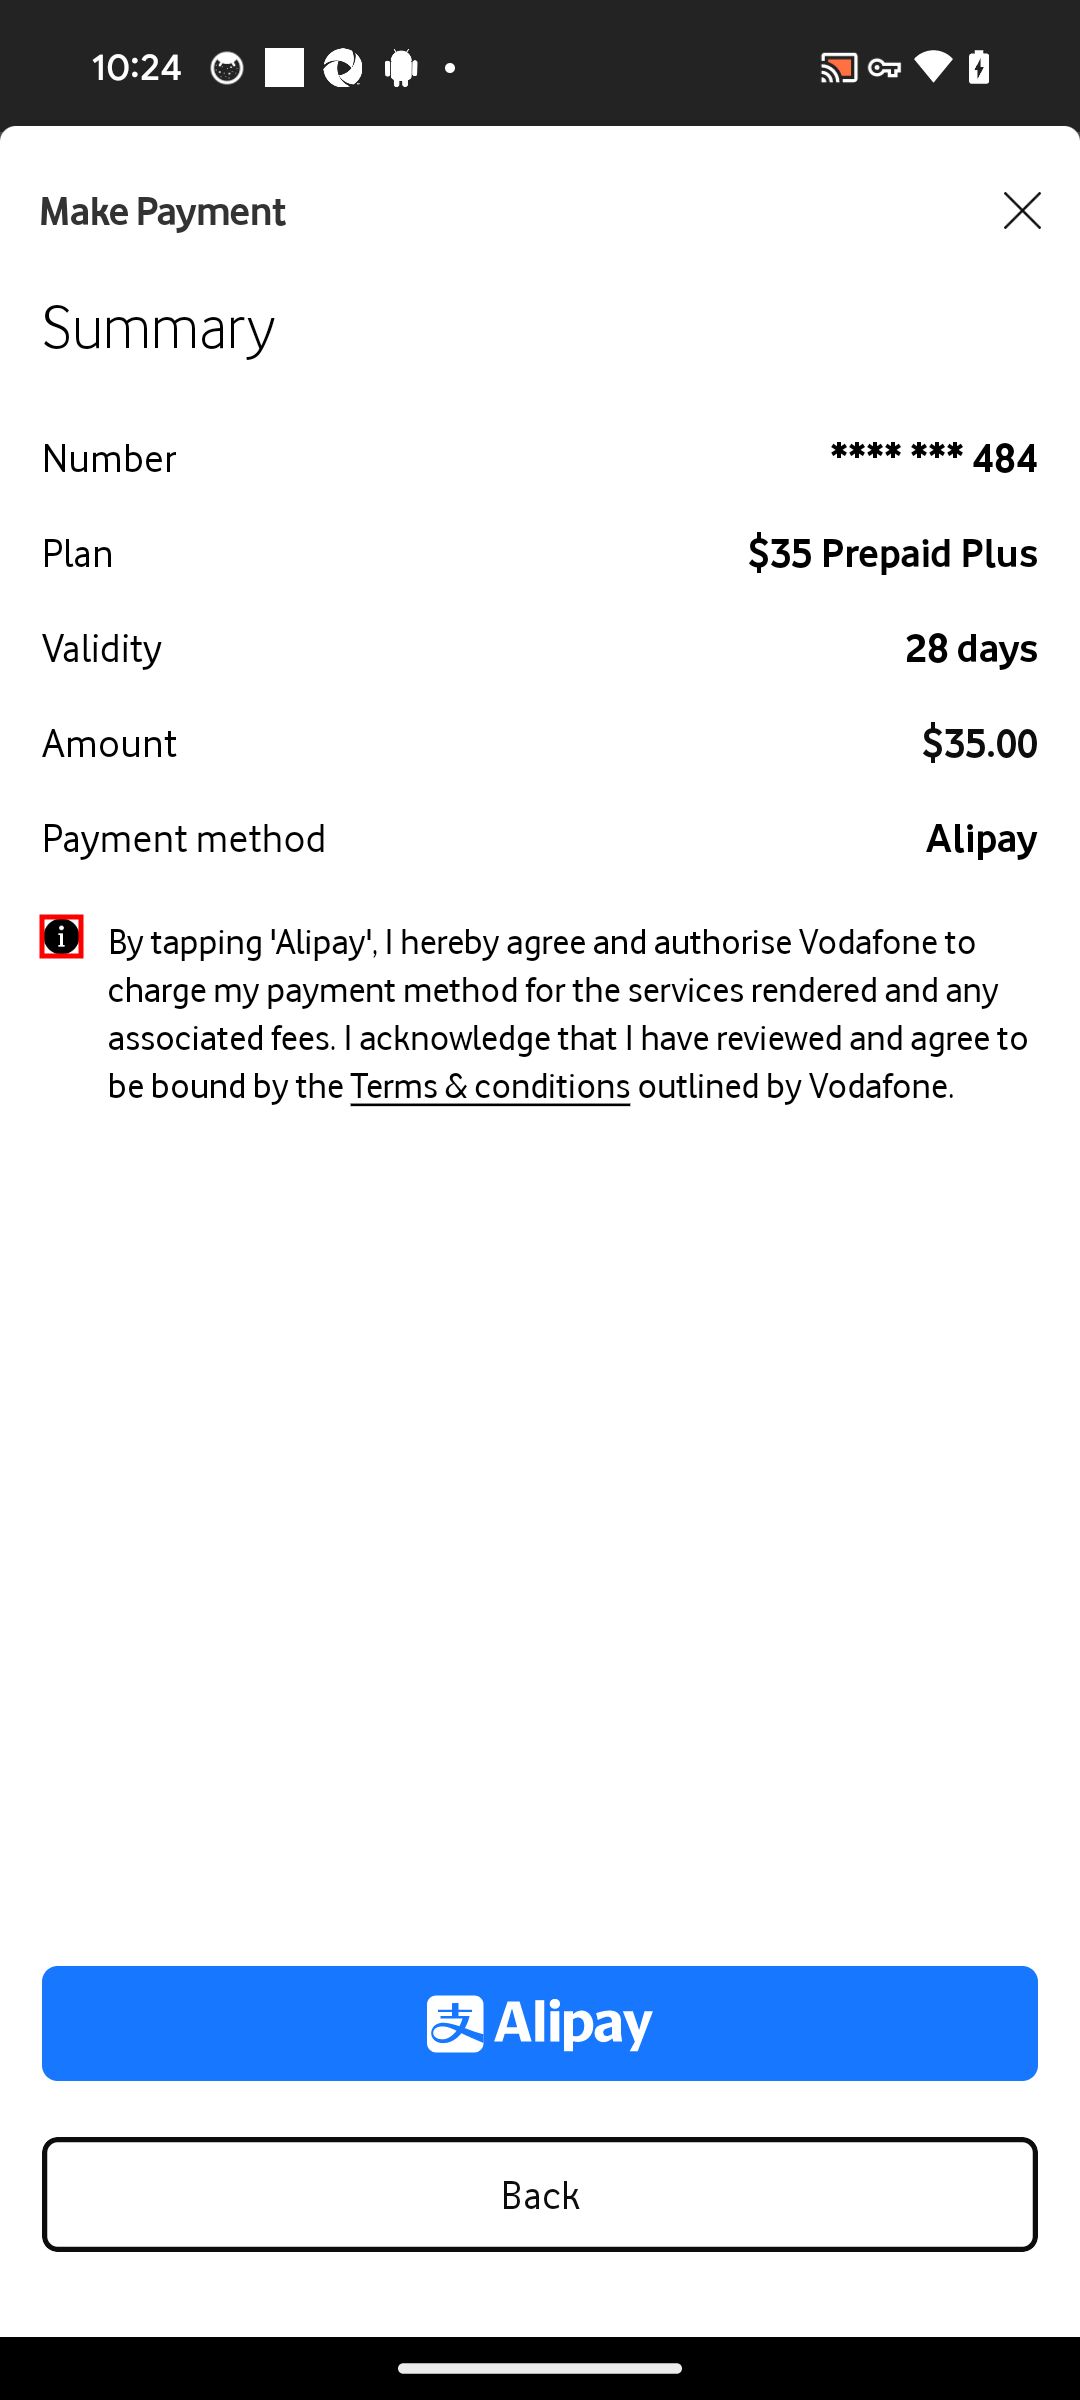 10:24
Make Payment
Summary
Number **** *** 484
Plan $35 Prepaid Plus
Validity 28 days
Amount $35.00
Payment method Alipay
i By tapping 'Alipay', I hereby agree and authorise Vodafone to
charge my payment method for the services rendered and any
associated fees. I acknowledge that I have reviewed and agree to
be bound by the Terms & conditions outlined by Vodafone.
支 Alipay
Back